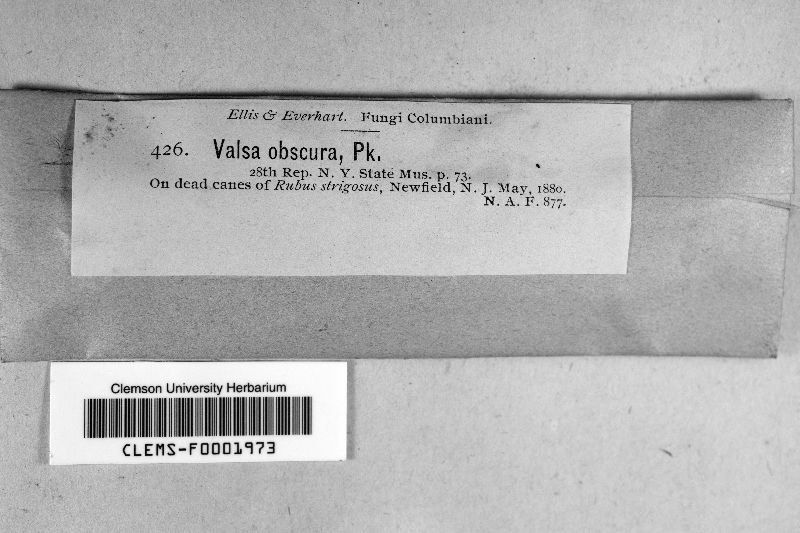 Ellis & Everhart. Fungi Columbiani.
426. Valsa obscura, Pk.
28th Rep. N. Y. State Mus. p. 73.
On dead canes of Rubus strigosus, Newfield, N. J. May, 1880.
N. A. F. 877.
Clemson University Herbarium
CLEMS-F0001973